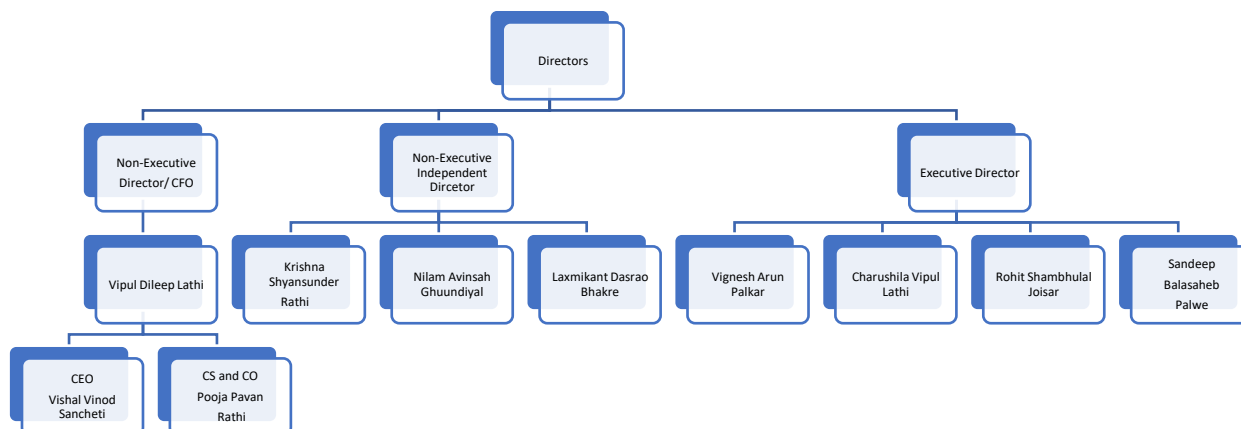 Directors
Non-Executive
Director/ CFO
Non-Executive
Independent
Dircetor
Executive Director
Vipul Dileep Lathi
Krishna
Shyansunder
Rathi
Nilam Avinsah
Ghuundiyal
Laxmikant Dasrao
Bhakre
Vignesh Arun
Palkar
Charushila Vipul
Lathi
Rohit Shambhulal
Joisar
Sandeep
Balasaheb
Palwe
CEO
Vishal Vinod
Sancheti
CS and CO
Pooja Pavan
Rathi